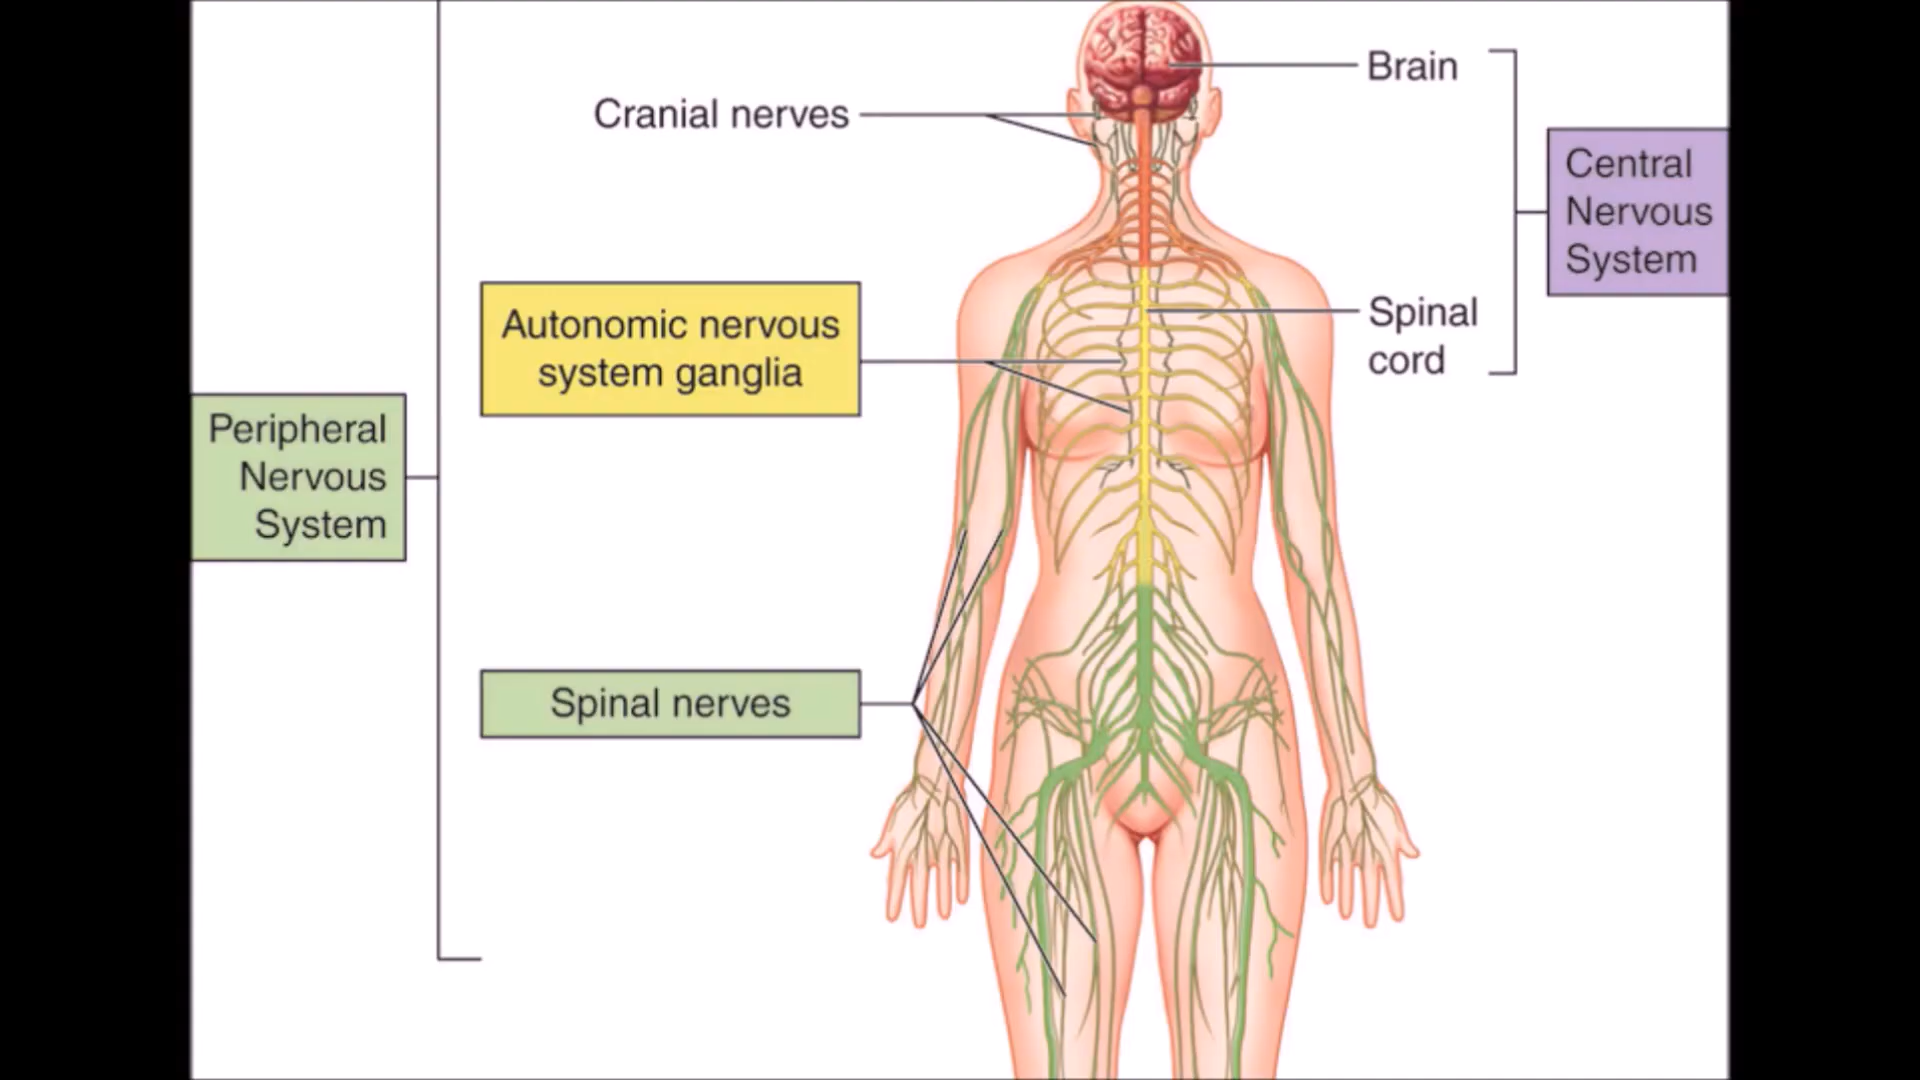 Brain
Cranial nerves
Central
Nervous
System
Autonomic nervous
system ganglia
Spinal
cord
Peripheral
Nervous
System
Spinal nerves